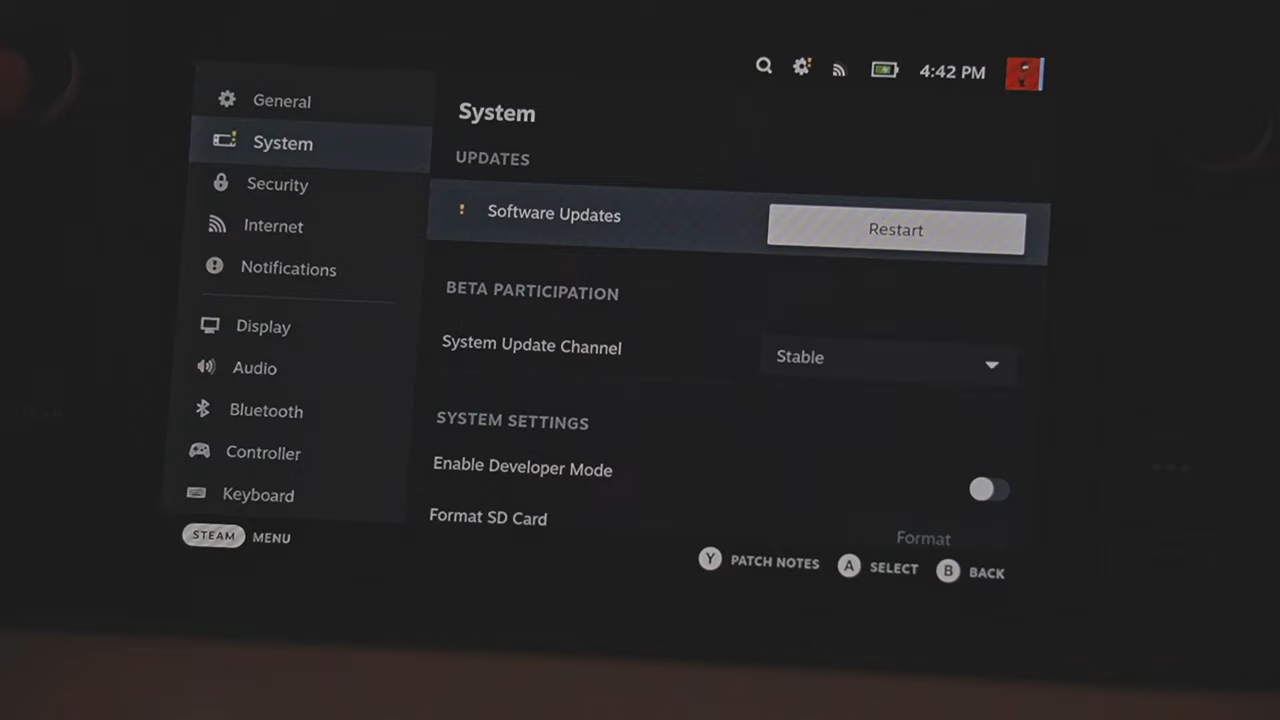 4:42 PM
General
System
Security
Internet
Notifications
Display
Audio
Bluetooth
Controller
Keyboard
System
UPDATES
Software Updates
Restart
BETA PARTICIPATION
System Update Channel
Stable
SYSTEM SETTINGS
Enable Developer Mode
Format SD Card
Format
STEAM MENU
Y PATCH NOTES A SELECT B BACK